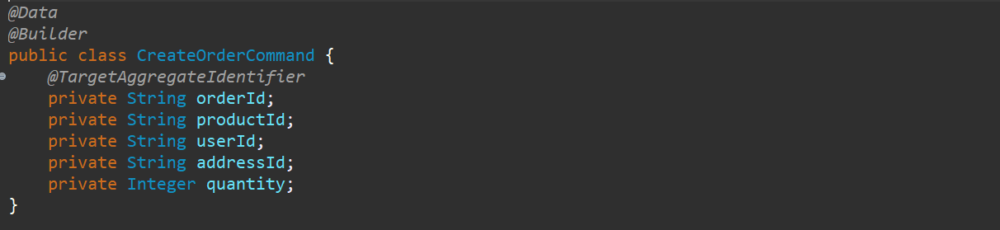 @Data
@Builder
public class CreateOrderCommand {
    @TargetAggregateIdentifier
    private String orderId;
    private String productId;
    private String userId;
    private String addressId;
    private Integer quantity;
}